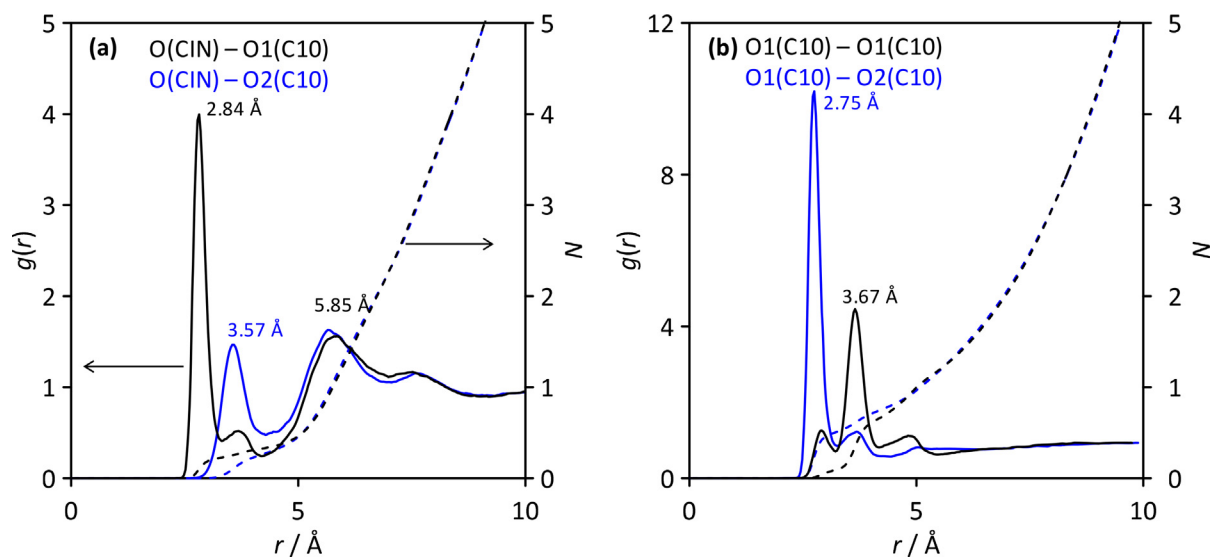 (a)
O(CIN) – O1(C10)
O(CIN) – O2(C10)
2.84 Å
3.57 Å
5.85 Å
5
4
3
2
1
0
g(r)
5
4
3
2
1
0
N
0
5
10
r / Å
(b)
O1(C10) – O1(C10)
O1(C10) – O2(C10)
2.75 Å
3.67 Å
12
8
4
0
g(r)
5
4
3
2
1
0
N
0
5
10
r / Å